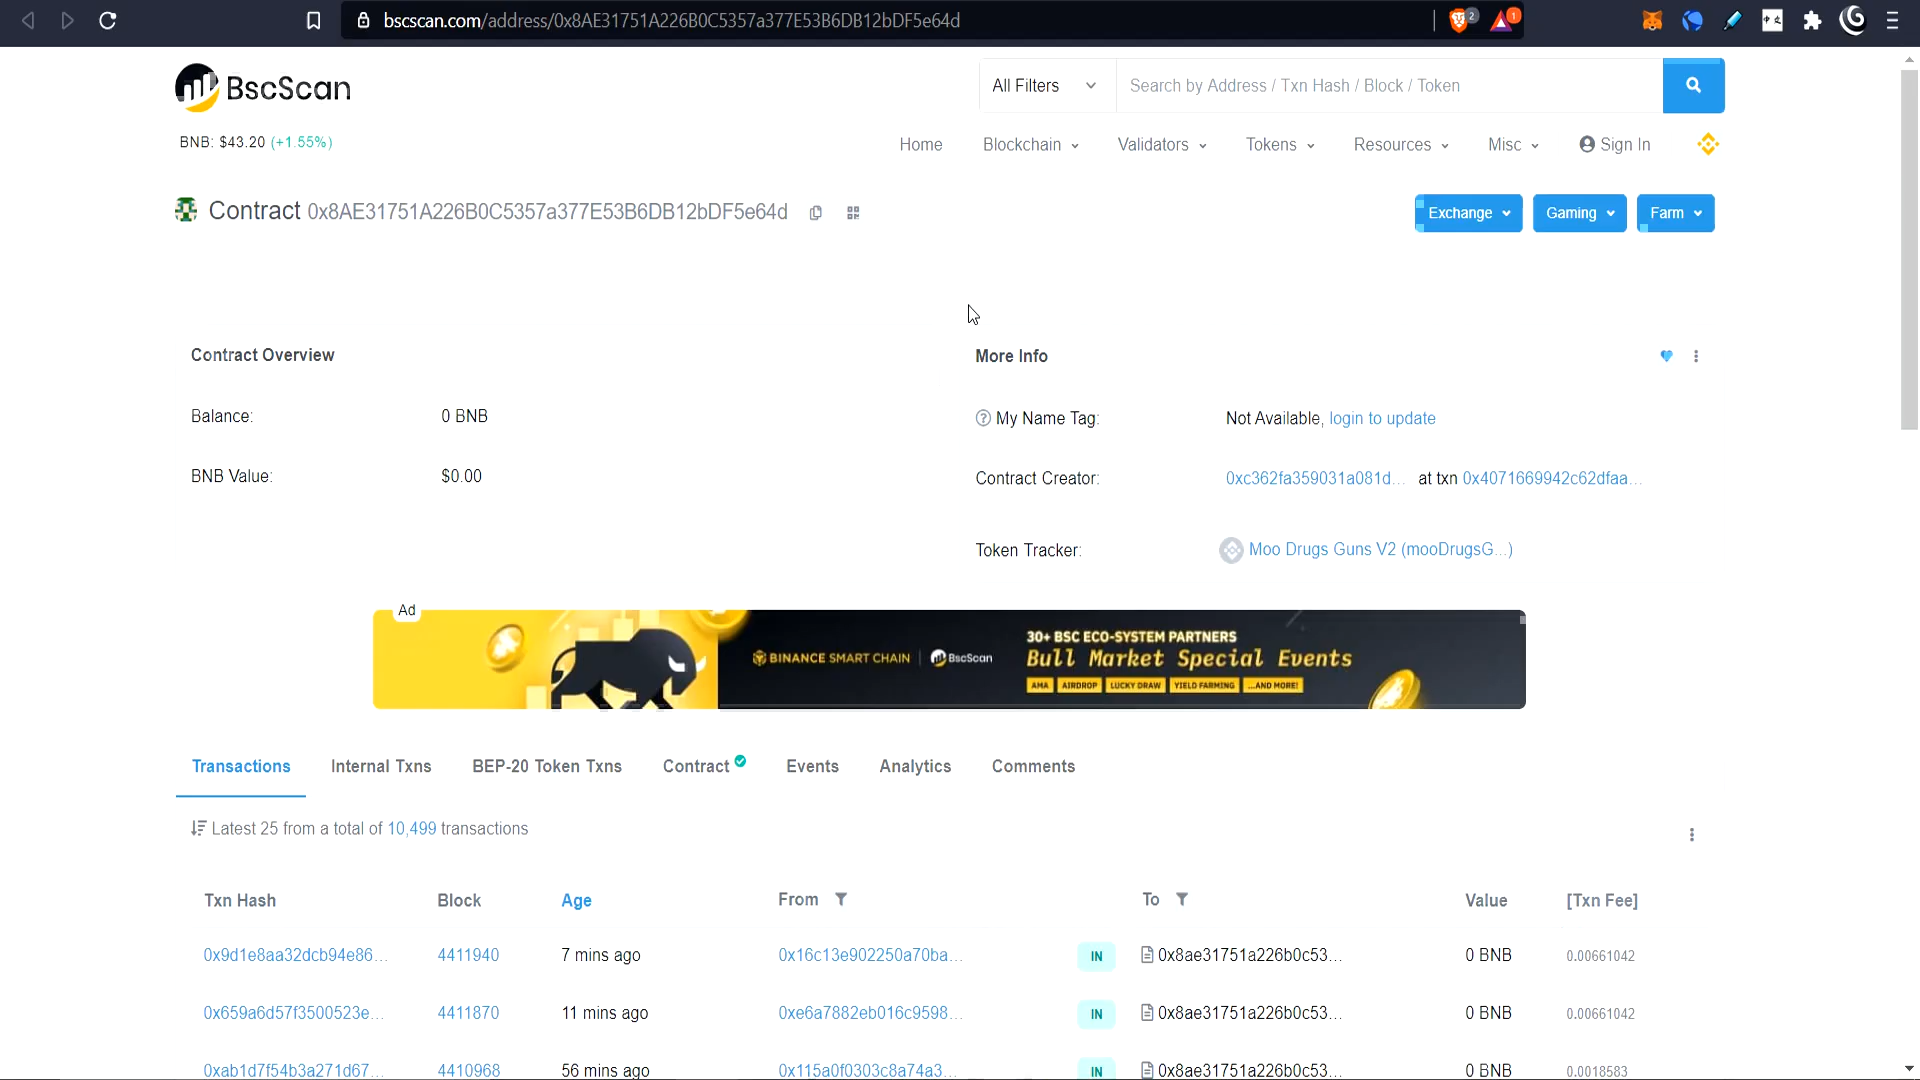 bscscan.com/address/0x8AE31751A226B0C5357a377E53B6DB12bDF5e64d
2
1
BscScan
All Filters
Search by Address / Txn Hash / Block / Token
BNB: $43.20 (+1.55%)
Home
Blockchain
Validators
Tokens
Resources
Misc
Sign In
Contract 0x8AE31751A226B0C5357a377E53B6DB12bDF5e64d
Exchange
Gaming
Farm
Contract Overview
Balance:
0 BNB
BNB Value:
$0.00
More Info
My Name Tag:
Not Available, login to update
Contract Creator:
0xc362fa359031a081d... at txn 0x4071669942c62dfaa...
Token Tracker:
Moo Drugs Guns V2 (mooDrugsG...)
Ad
BINANCE SMART CHAIN
BscScan
30+ BSC ECO-SYSTEM PARTNERS
Bull Market Special Events
AMA
AIRDROP
LUCKY DRAW
YIELD FARMING
...AND MORE!
Transactions
Internal Txns
BEP-20 Token Txns
Contract
Events
Analytics
Comments
Latest 25 from a total of 10,499 transactions
Txn Hash
Block
Age
From
To
Value
[Txn Fee]
0x9d1e8aa32dcb94e86...
4411940
7 mins ago
0x16c13e902250a70ba...
IN
0x8ae31751a226b0c53...
0 BNB
0.00661042
0x659a6d57f3500523e...
4411870
11 mins ago
0xe6a7882eb016c9598...
IN
0x8ae31751a226b0c53...
0 BNB
0.00661042
0xab1d7f54b3a271d67...
4410968
56 mins ago
0x115a0f0303c8a74a3...
IN
0x8ae31751a226b0c53...
0 BNB
0.0018583